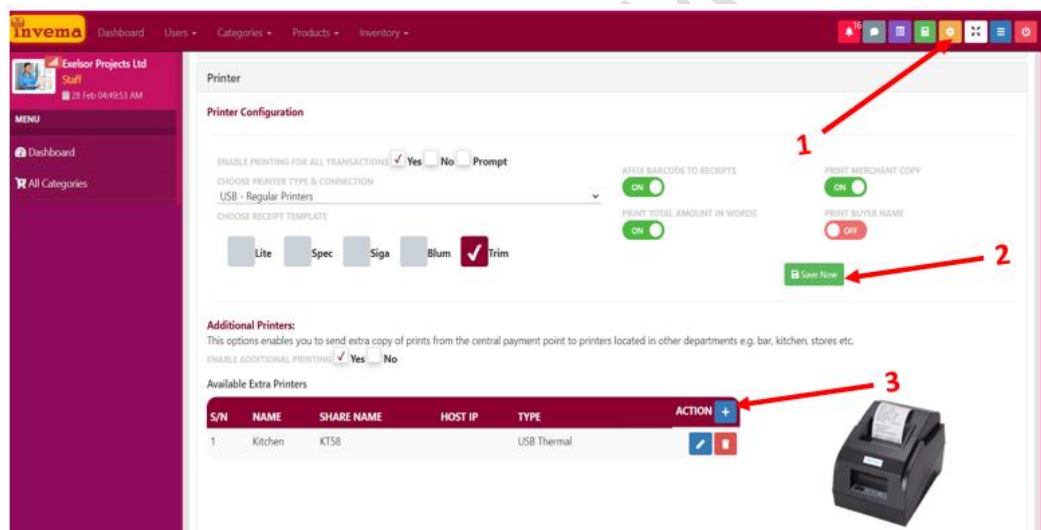 invema Dashboard Users Categories Products Inventory 16
Exelsor Projects Ltd
Staff
28 Feb 04:49:53 AM
MENU
Dashboard
All Categories
Printer
Printer Configuration
1
ENABLE PRINTING FOR ALL TRANSACTIONS Yes No Prompt
CHOOSE PRINTER TYPE & CONNECTION
USB - Regular Printers
CHOOSE RECEIPT TEMPLATE
Lite Spec Siga Blum Trim
AFFIX BARCODE TO RECEIPTS PRINT MERCHANT COPY
ON ON
PRINT TOTAL AMOUNT IN WORDS PRINT BUYER NAME
ON OFF
2
Save Now
Additional Printers:
This options enables you to send extra copy of prints from the central payment point to printers located in other departments e.g. bar, kitchen, stores etc.
ENABLE ADDITIONAL PRINTING Yes No
Available Extra Printers
3
S/N NAME SHARE NAME HOST IP TYPE ACTION +
1 Kitchen KT58 USB Thermal